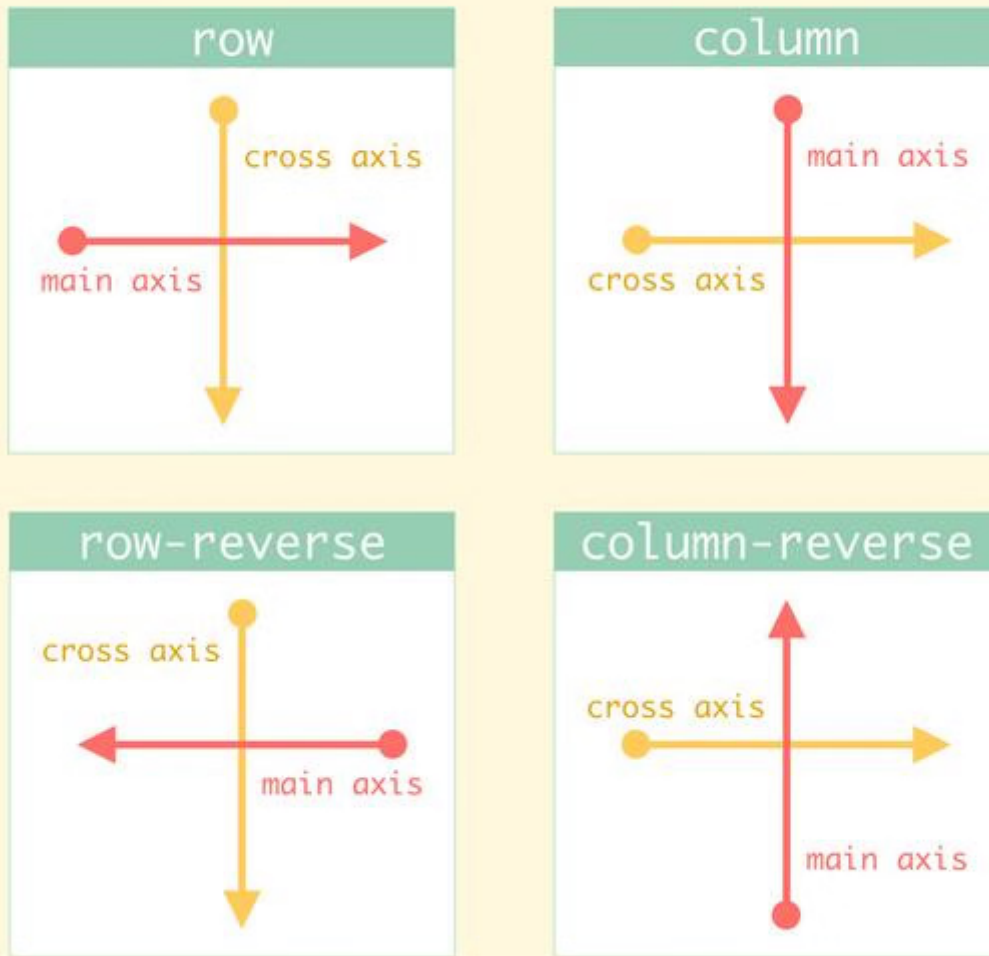 row
cross axis
main axis
column
main axis
cross axis
row-reverse
cross axis
main axis
column-reverse
cross axis
main axis